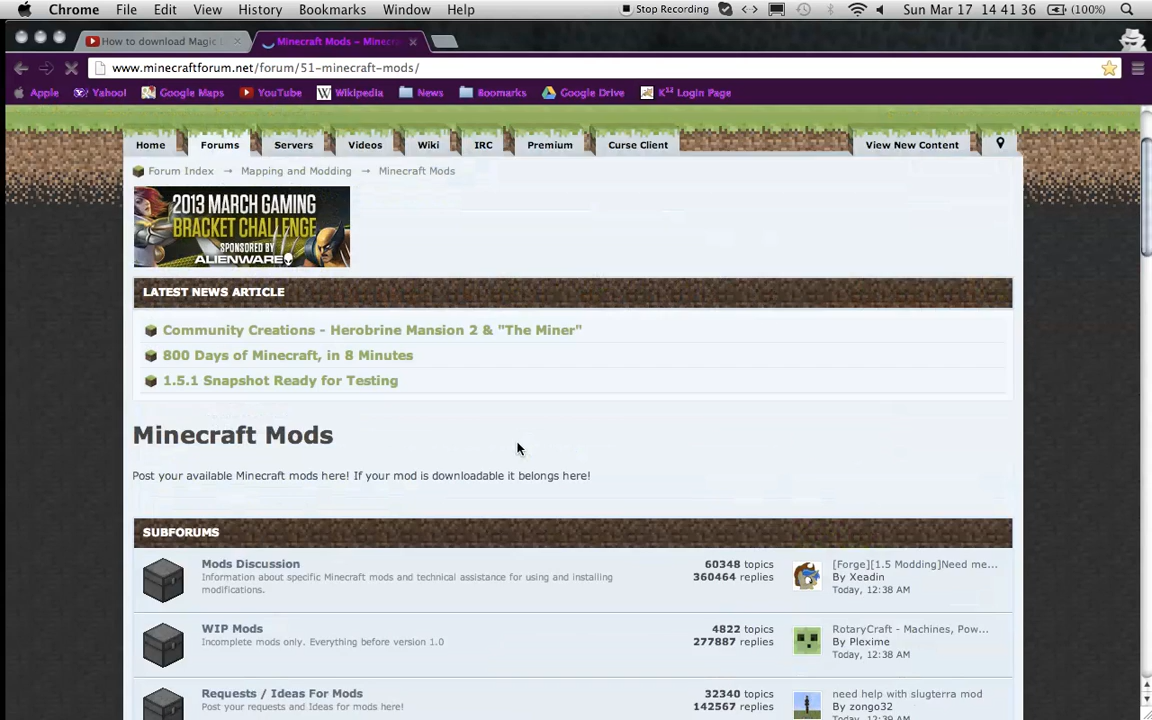 Chrome File Edit View History Bookmarks Window Help Stop Recording Sun Mar 17 14 41 36 (100%)
How to download Magic Minecraft Mods - Minecr
www.minecraftforum.net/forum/51-minecraft-mods/
Apple Yahoo! Google Maps YouTube Wikipedia News Boomarks Google Drive K¹² Login Page
Home Forums Servers Videos Wiki IRC Premium Curse Client View New Content
Forum Index → Mapping and Modding → Minecraft Mods
2013 MARCH GAMING
BRACKET CHALLENGE
SPONSORED BY
ALIENWARE
LATEST NEWS ARTICLE
Community Creations - Herobrine Mansion 2 & "The Miner"
800 Days of Minecraft, in 8 Minutes
1.5.1 Snapshot Ready for Testing
Minecraft Mods
Post your available Minecraft mods here! If your mod is downloadable it belongs here!
SUBFORUMS
Mods Discussion
Information about specific Minecraft mods and technical assistance for using and installing
modifications.
60348 topics
360464 replies
[Forge][1.5 Modding]Need me...
By Xeadin
Today, 12:38 AM
WIP Mods
Incomplete mods only. Everything before version 1.0
4822 topics
277887 replies
RotaryCraft - Machines, Pow...
By Plexime
Today, 12:38 AM
Requests / Ideas For Mods
Post your requests and Ideas for mods here!
32340 topics
142567 replies
need help with slugterra mod
By zongo32
Today, 12:39 AM